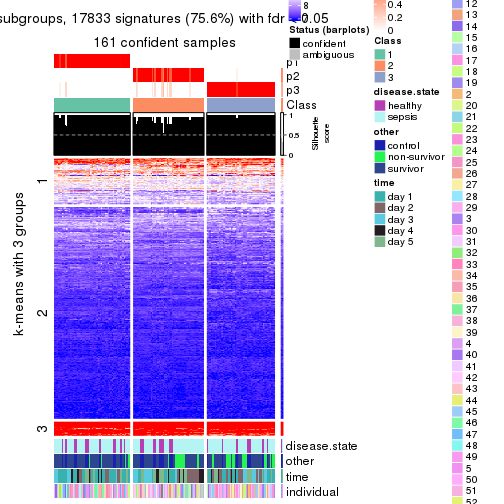 subgroups, 17833 signatures (75.6%) with fdr < 0.05
161 confident samples
p1
p2
p3
Class
1
0.5
0
Silhouette
score
k-means with 3 groups
1
2
3
disease.state
other
time
individual
8
0
Status (barplots)
confident
ambiguous
0.4
0.2
0
Class
1
2
3
disease.state
healthy
sepsis
other
control
non-survivor
survivor
time
day 1
day 2
day 3
day 4
day 5
12
13
14
15
16
17
18
19
2
20
21
22
23
24
25
26
27
28
29
3
30
31
32
33
34
35
36
37
38
39
4
40
41
42
43
44
45
46
47
48
49
5
50
51